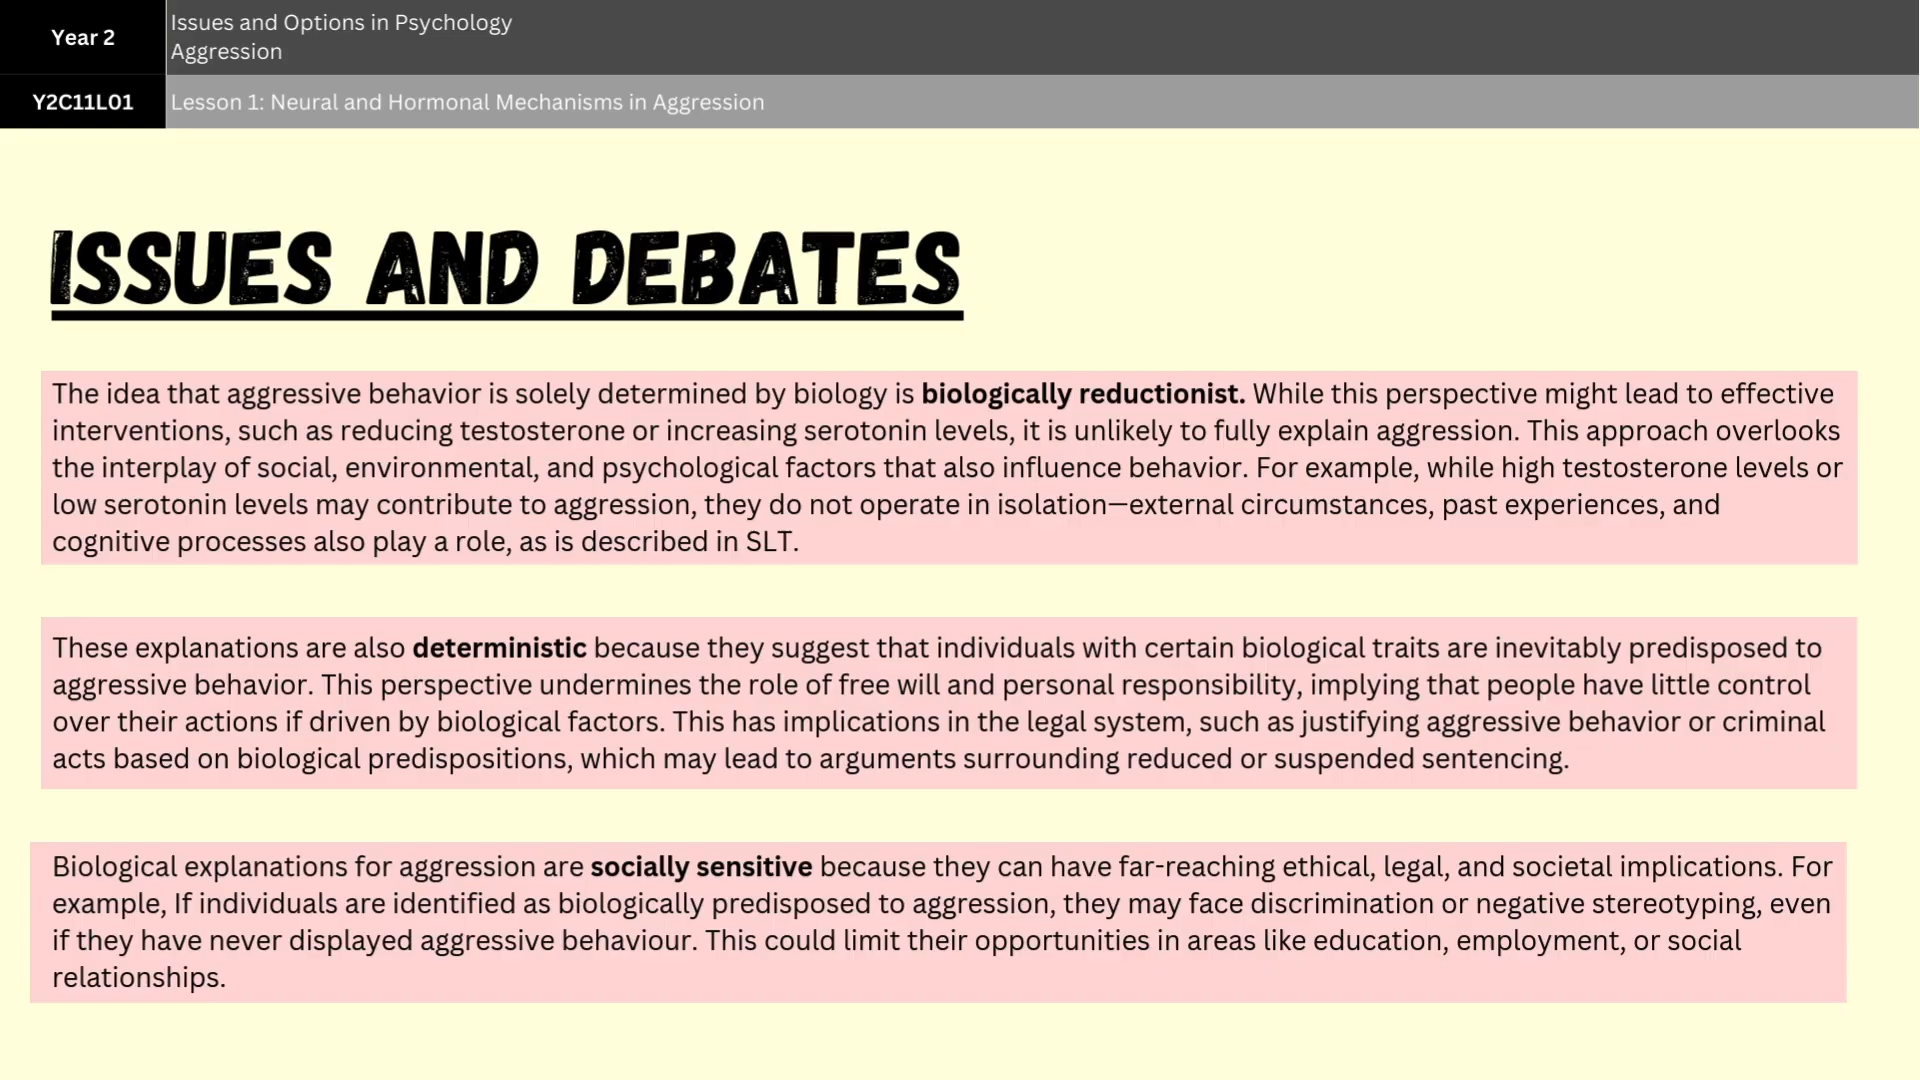 Year 2
Issues and Options in Psychology
Aggression
Y2C11L01
Lesson 1: Neural and Hormonal Mechanisms in Aggression
ISSUES AND DEBATES
The idea that aggressive behavior is solely determined by biology is biologically reductionist. While this perspective might lead to effective
interventions, such as reducing testosterone or increasing serotonin levels, it is unlikely to fully explain aggression. This approach overlooks
the interplay of social, environmental, and psychological factors that also influence behavior. For example, while high testosterone levels or
low serotonin levels may contribute to aggression, they do not operate in isolation—external circumstances, past experiences, and
cognitive processes also play a role, as is described in SLT.
These explanations are also deterministic because they suggest that individuals with certain biological traits are inevitably predisposed to
aggressive behavior. This perspective undermines the role of free will and personal responsibility, implying that people have little control
over their actions if driven by biological factors. This has implications in the legal system, such as justifying aggressive behavior or criminal
acts based on biological predispositions, which may lead to arguments surrounding reduced or suspended sentencing.
Biological explanations for aggression are socially sensitive because they can have far-reaching ethical, legal, and societal implications. For
example, If individuals are identified as biologically predisposed to aggression, they may face discrimination or negative stereotyping, even
if they have never displayed aggressive behaviour. This could limit their opportunities in areas like education, employment, or social
relationships.